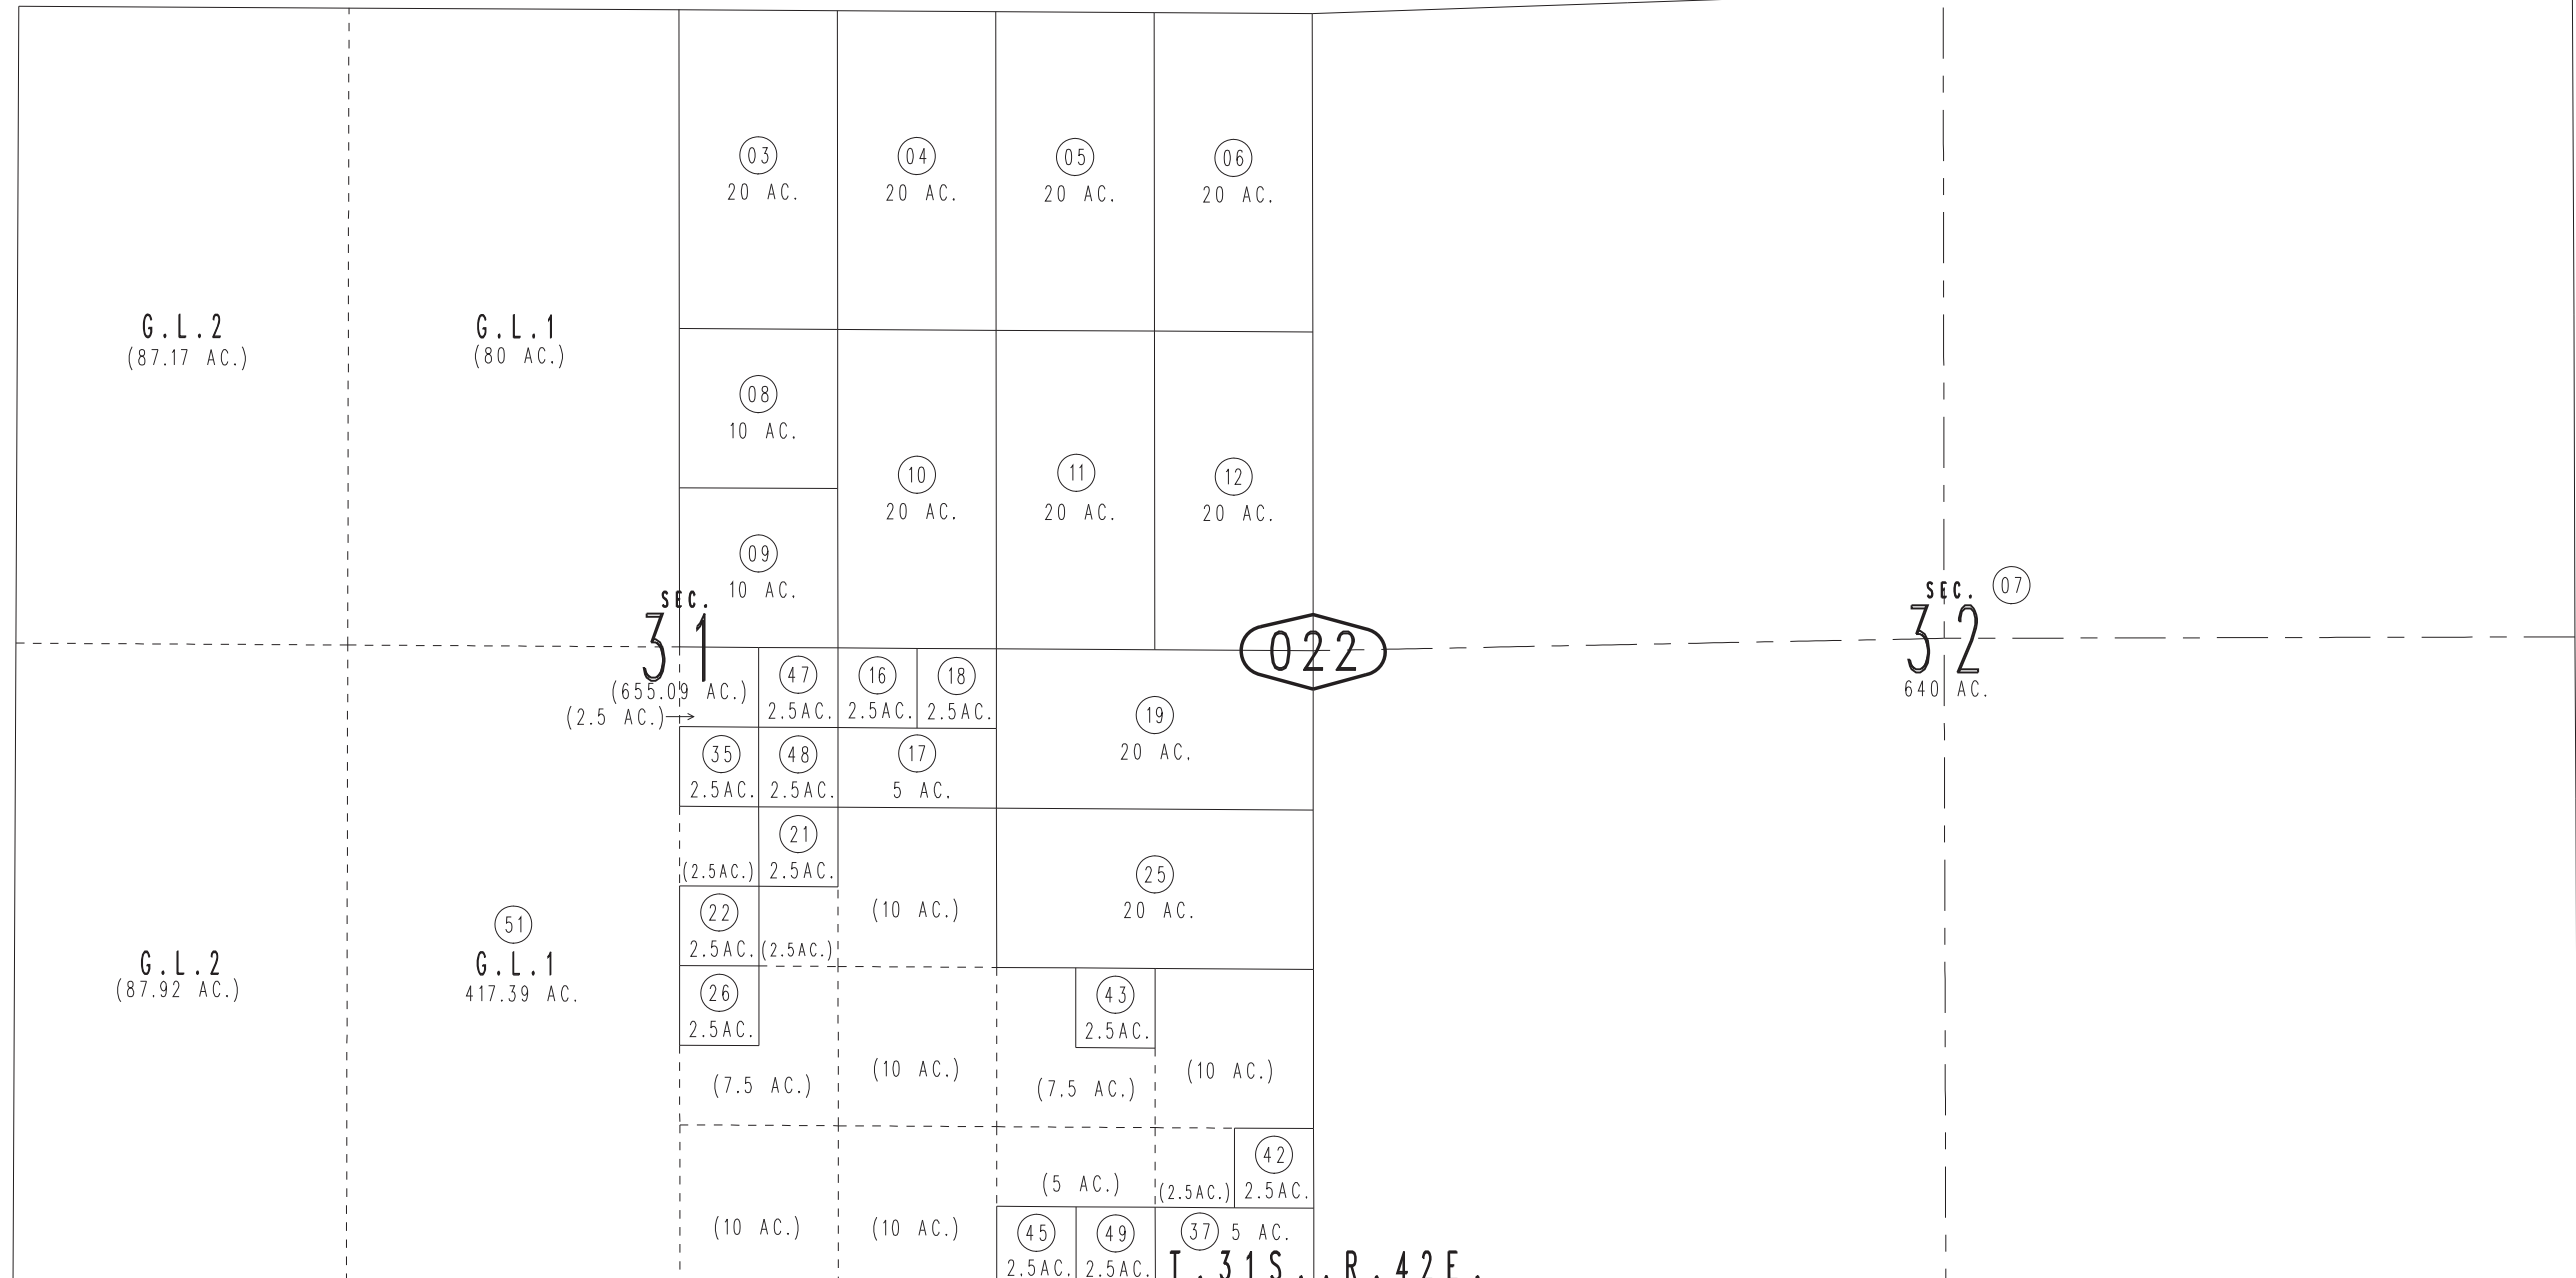 03
04
05
06
20 AC.
20 AC.
20 AC.
20 AC.
G.L.2
(87.17 AC.)
G.L.1
(80 AC.)
08
10 AC.
10
20 AC.
11
20 AC.
12
20 AC.
09
10 AC.
SEC.
31
(655.09 AC.)
(2.5 AC.)
022
SEC.
32
640 AC.
07
47
2.5AC.
16
2.5AC.
18
2.5AC.
19
20 AC.
35
2.5AC.
48
2.5AC.
17
5 AC.
(2.5AC.)
21
2.5AC.
(10 AC.)
25
20 AC.
22
2.5AC.
(2.5AC.)
51
G.L.1
417.39 AC.
G.L.2
(87.92 AC.)
26
2.5AC.
43
2.5AC.
(7.5 AC.)
(10 AC.)
(7.5 AC.)
(10 AC.)
42
2.5AC.
(5 AC.)
(2.5AC.)
(10 AC.)
(10 AC.)
45
2.5AC.
49
2.5AC.
37 5 AC.
T.31S.,R.42E.